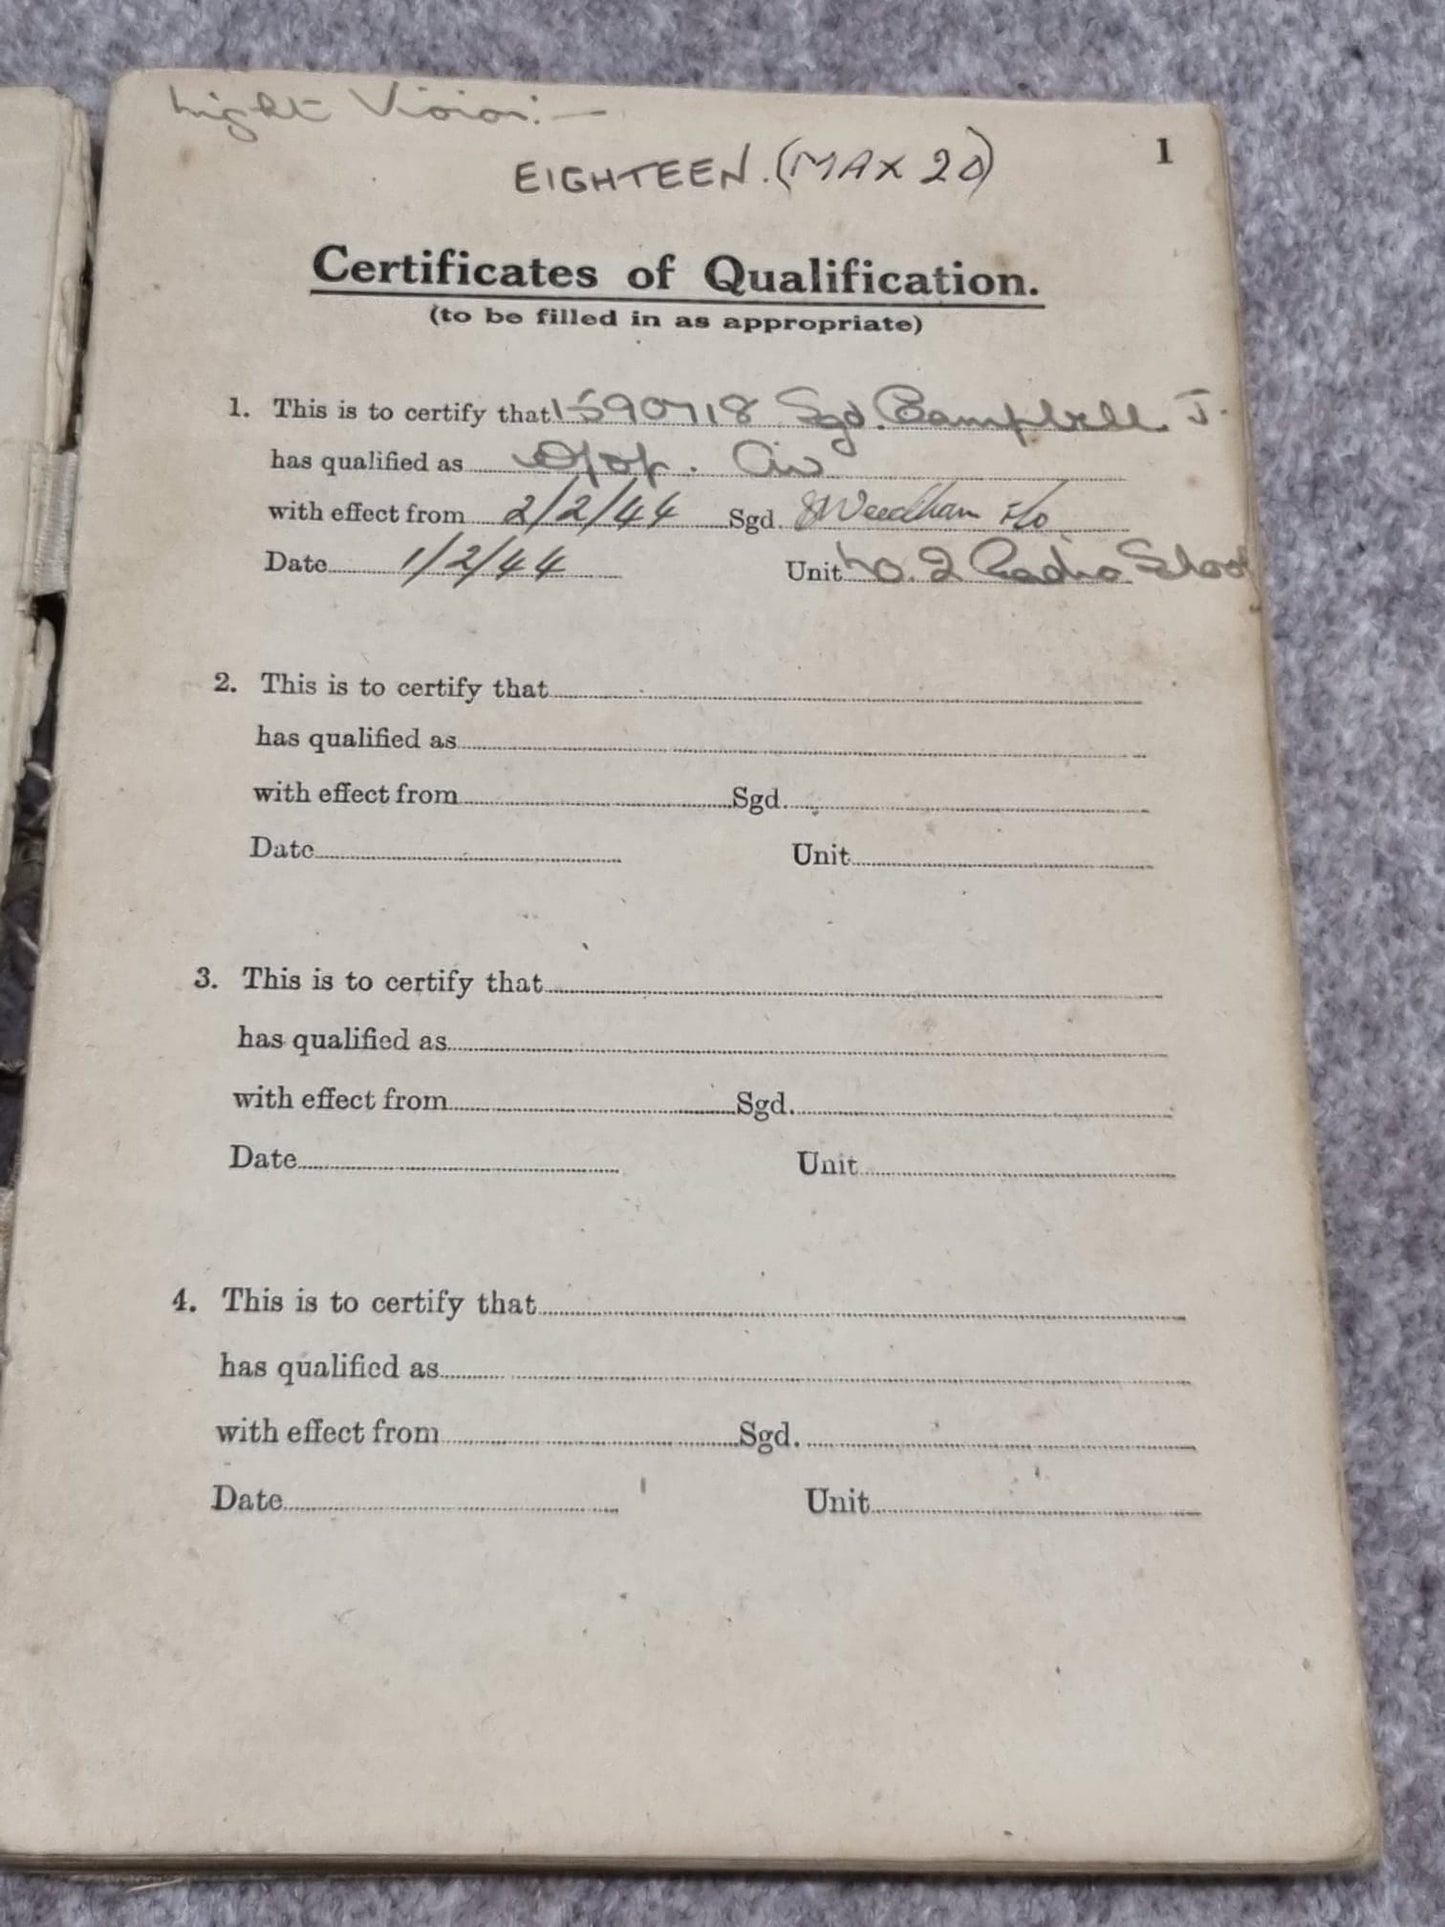 Night Vision:—
1
EIGHTEEN. (MAX 20)
Certificates of Qualification.
(to be filled in as appropriate)
1. This is to certify that 1590718 Sgd. Campbell. J.
has qualified as W/op. Air
with effect from 2/2/44 Sgd. F/O
Date 1/2/44 Unit No. 2 Radio School
2. This is to certify that
has qualified as
with effect from Sgd.
Date Unit
3. This is to certify that
has qualified as
with effect from Sgd.
Date Unit
4. This is to certify that
has qualified as
with effect from Sgd.
Date Unit